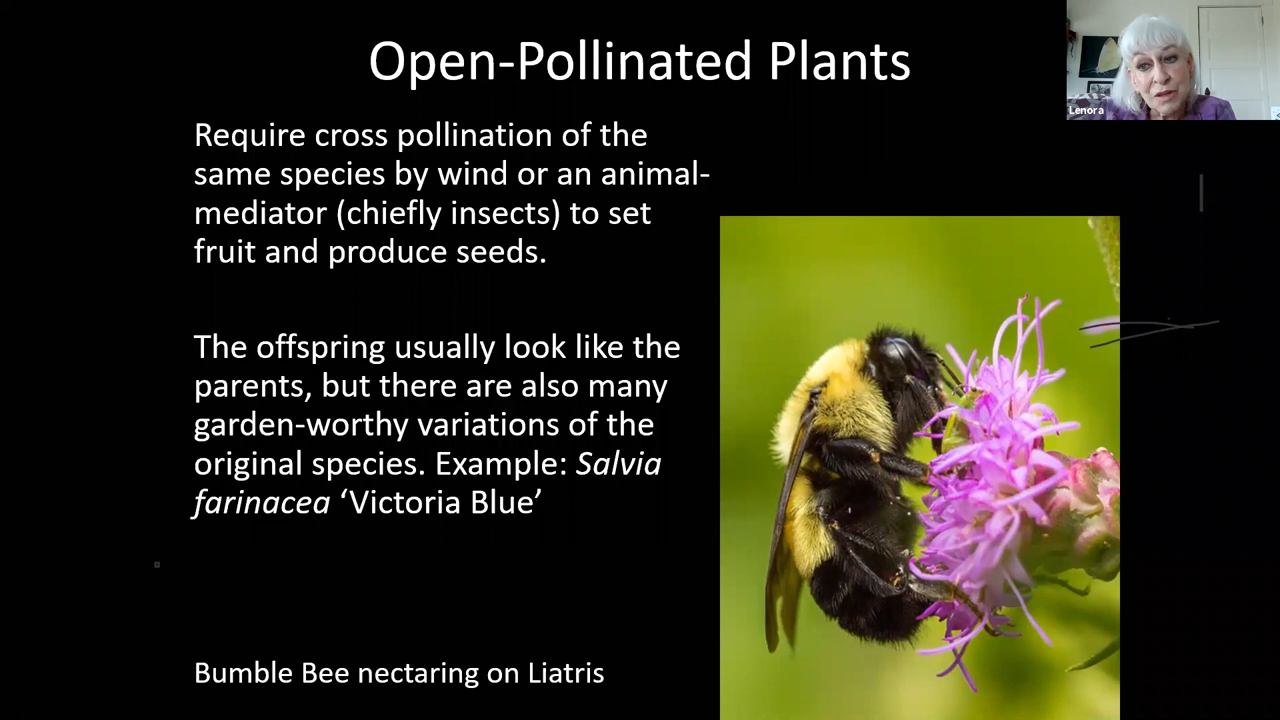 Open-Pollinated Plants
Lenora
Require cross pollination of the
same species by wind or an animal-
mediator (chiefly insects) to set
fruit and produce seeds.
The offspring usually look like the
parents, but there are also many
garden-worthy variations of the
original species. Example: Salvia
farinacea ‘Victoria Blue’
Bumble Bee nectaring on Liatris